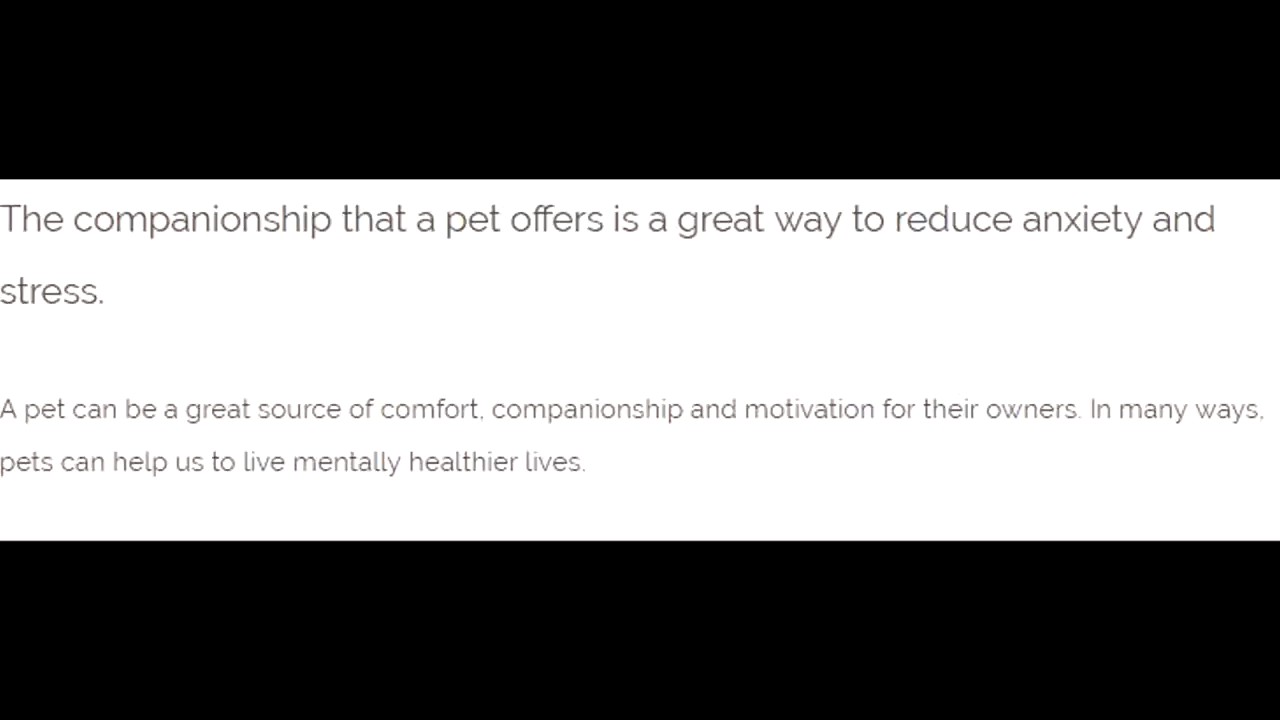 The companionship that a pet offers is a great way to reduce anxiety and
stress.
A pet can be a great source of comfort, companionship and motivation for their owners. In many ways,
pets can help us to live mentally healthier lives.